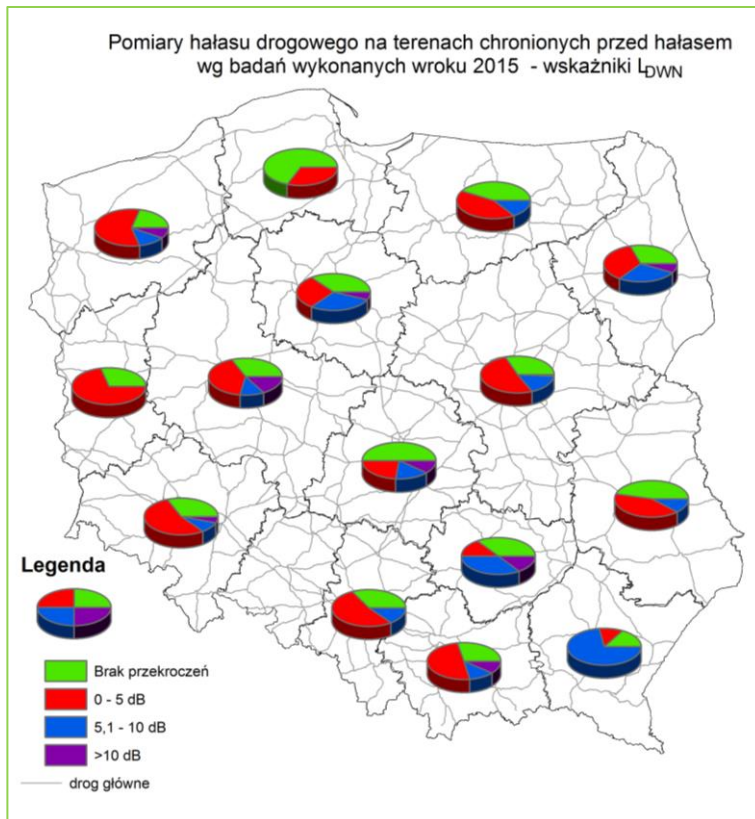 Pomiary hałasu drogowego na terenach chronionych przed hałasem
wg badań wykonanych wroku 2015 - wskażniki LDWN
Legenda
Brak przekroczeń
0 - 5 dB
5,1 - 10 dB
>10 dB
drog główne